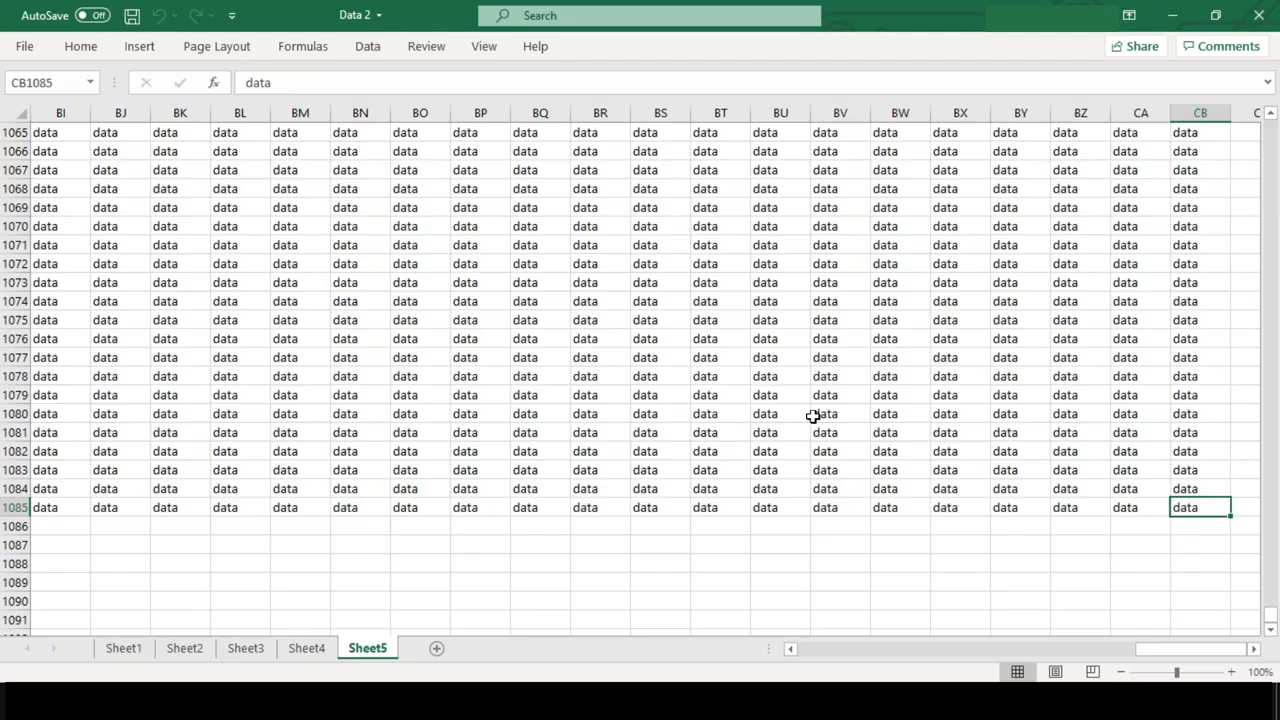 AutoSave Off Data 2 Search
File Home Insert Page Layout Formulas Data Review View Help Share Comments
CB1085 fx data
BI BJ BK BL BM BN BO BP BQ BR BS BT BU BV BW BX BY BZ CA CB C
1065 data data data data data data data data data data data data data data data data data data data data
1066 data data data data data data data data data data data data data data data data data data data data
1067 data data data data data data data data data data data data data data data data data data data data
1068 data data data data data data data data data data data data data data data data data data data data
1069 data data data data data data data data data data data data data data data data data data data data
1070 data data data data data data data data data data data data data data data data data data data data
1071 data data data data data data data data data data data data data data data data data data data data
1072 data data data data data data data data data data data data data data data data data data data data
1073 data data data data data data data data data data data data data data data data data data data data
1074 data data data data data data data data data data data data data data data data data data data data
1075 data data data data data data data data data data data data data data data data data data data data
1076 data data data data data data data data data data data data data data data data data data data data
1077 data data data data data data data data data data data data data data data data data data data data
1078 data data data data data data data data data data data data data data data data data data data data
1079 data data data data data data data data data data data data data data data data data data data data
1080 data data data data data data data data data data data data data data data data data data data data
1081 data data data data data data data data data data data data data data data data data data data data
1082 data data data data data data data data data data data data data data data data data data data data
1083 data data data data data data data data data data data data data data data data data data data data
1084 data data data data data data data data data data data data data data data data data data data data
1085 data data data data data data data data data data data data data data data data data data data data
1086
1087
1088
1089
1090
1091
Sheet1 Sheet2 Sheet3 Sheet4 Sheet5
100%